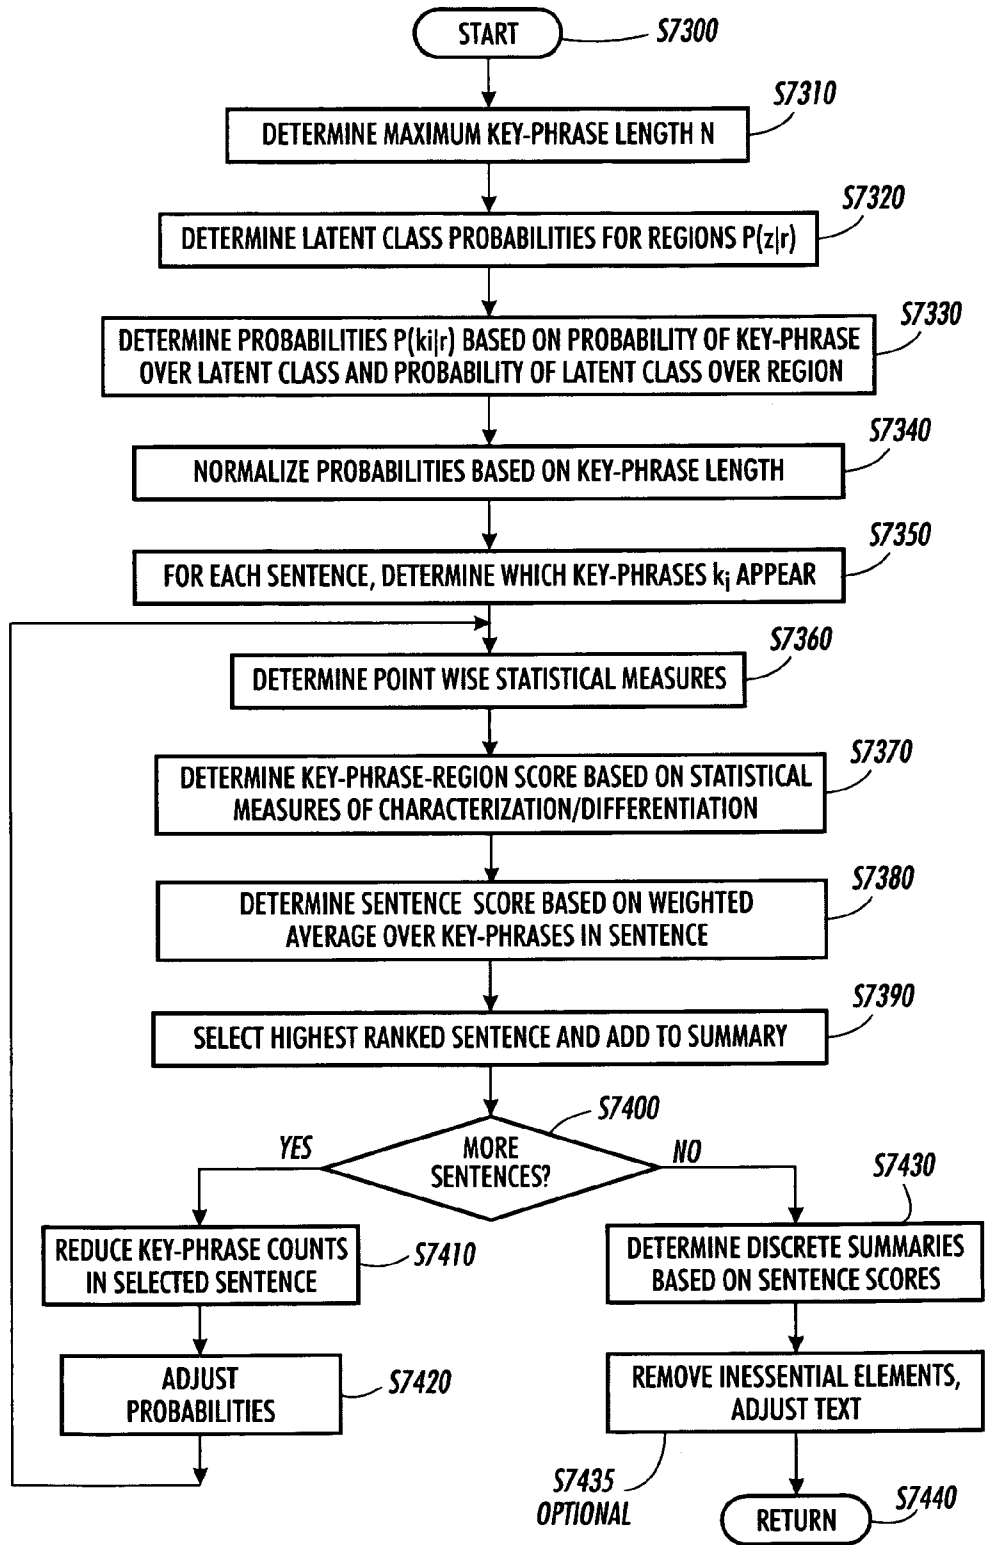 START
S7300
S7310
DETERMINE MAXIMUM KEY-PHRASE LENGTH N
S7320
DETERMINE LATENT CLASS PROBABILITIES FOR REGIONS P(z|r)
S7330
DETERMINE PROBABILITIES P(ki|r) BASED ON PROBABILITY OF KEY-PHRASE
OVER LATENT CLASS AND PROBABILITY OF LATENT CLASS OVER REGION
S7340
NORMALIZE PROBABILITIES BASED ON KEY-PHRASE LENGTH
S7350
FOR EACH SENTENCE, DETERMINE WHICH KEY-PHRASES ki APPEAR
S7360
DETERMINE POINT WISE STATISTICAL MEASURES
S7370
DETERMINE KEY-PHRASE-REGION SCORE BASED ON STATISTICAL
MEASURES OF CHARACTERIZATION/DIFFERENTIATION
S7380
DETERMINE SENTENCE SCORE BASED ON WEIGHTED
AVERAGE OVER KEY-PHRASES IN SENTENCE
S7390
SELECT HIGHEST RANKED SENTENCE AND ADD TO SUMMARY
S7400
YES
MORE
SENTENCES?
NO
REDUCE KEY-PHRASE COUNTS
IN SELECTED SENTENCE
S7410
ADJUST
PROBABILITIES
S7420
S7430
DETERMINE DISCRETE SUMMARIES
BASED ON SENTENCE SCORES
REMOVE INESSENTIAL ELEMENTS,
ADJUST TEXT
S7435
OPTIONAL
RETURN
S7440